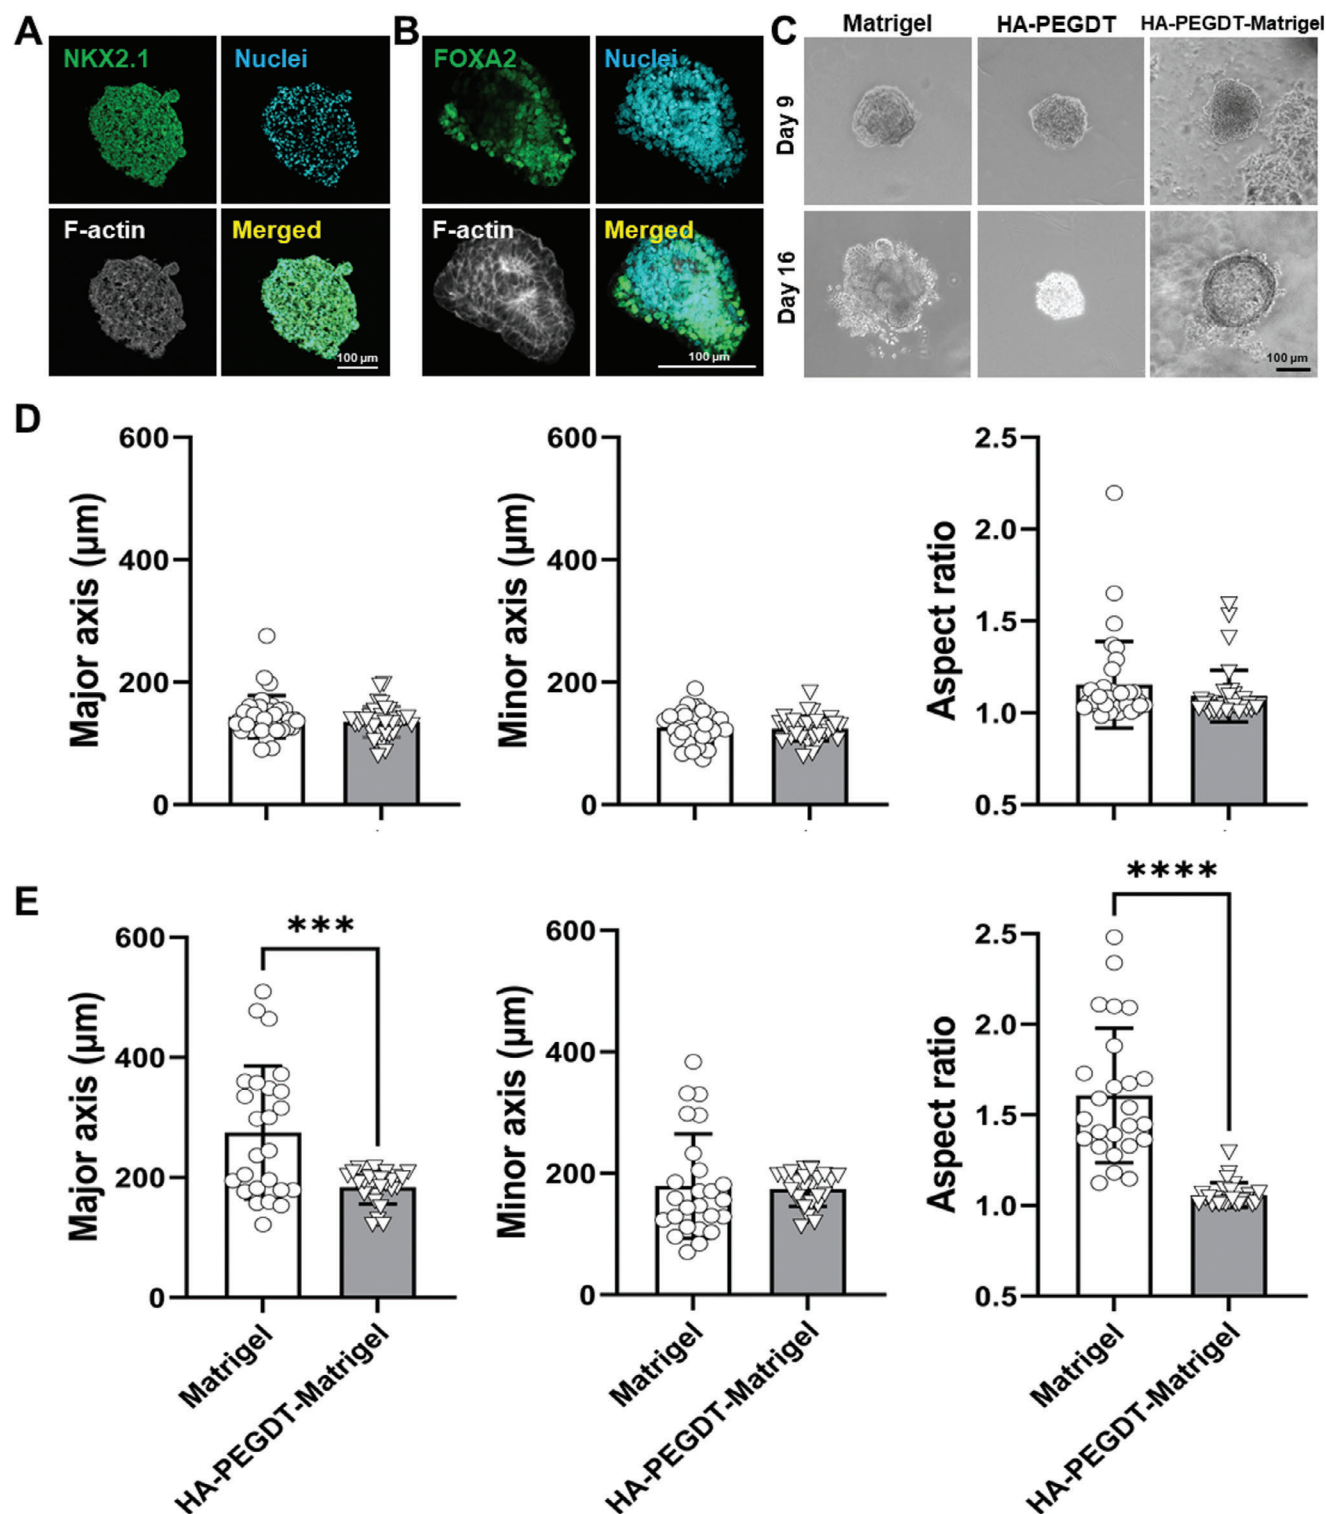 A
NKX2.1
Nuclei
F-actin
Merged
100 µm
B
FOXA2
Nuclei
F-actin
Merged
100 µm
C
Matrigel
HA-PEGDT
HA-PEGDT-Matrigel
Day 9
Day 16
100 µm
D
Major axis (µm)
600
400
200
0
Minor axis (µm)
600
400
200
0
Aspect ratio
2.5
2.0
1.5
1.0
0.5
E
Major axis (µm)
600
400
200
0
***
Matrigel
HA-PEGDT-Matrigel
Minor axis (µm)
600
400
200
0
Matrigel
HA-PEGDT-Matrigel
Aspect ratio
2.5
2.0
1.5
1.0
0.5
****
Matrigel
HA-PEGDT-Matrigel